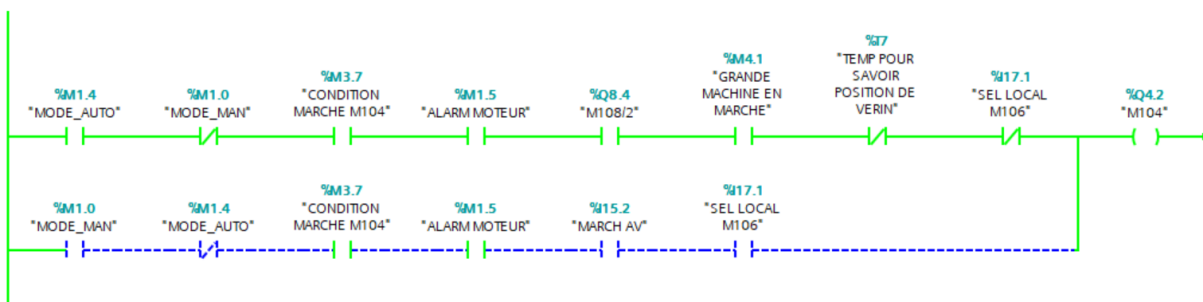 %M1.4
"MODE_AUTO"
%M1.0
"MODE_MAN"
%M3.7
"CONDITION
MARCHE M104"
%M1.5
"ALARM MOTEUR"
%Q8.4
"M108/2"
%M4.1
"GRANDE
MACHINE EN
MARCHE"
%T7
"TEMP POUR
SAVOIR
POSITION DE
VERIN"
%I17.1
"SEL LOCAL
M106"
%Q4.2
"M104"
%M1.0
"MODE_MAN"
%M1.4
"MODE_AUTO"
%M3.7
"CONDITION
MARCHE M104"
%M1.5
"ALARM MOTEUR"
%I15.2
"MARCH AV"
%I17.1
"SEL LOCAL
M106"